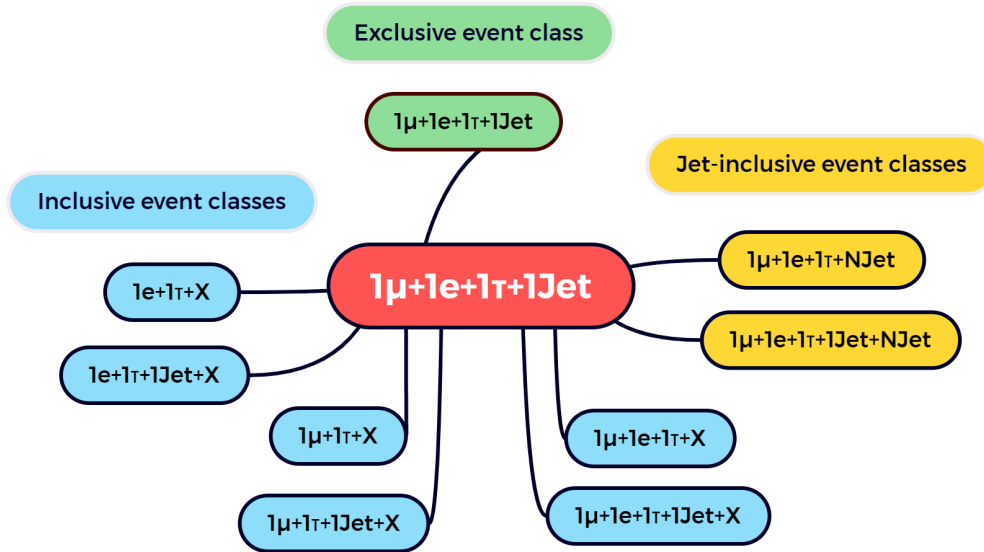 Exclusive event class
1μ+1e+1τ+1Jet
Jet-inclusive event classes
Inclusive event classes
1μ+1e+1τ+NJet
1μ+1e+1τ+1Jet
1e+1τ+X
1μ+1e+1τ+1Jet+NJet
1e+1τ+1Jet+X
1μ+1τ+X
1μ+1e+1τ+X
1μ+1τ+1Jet+X
1μ+1e+1τ+1Jet+X